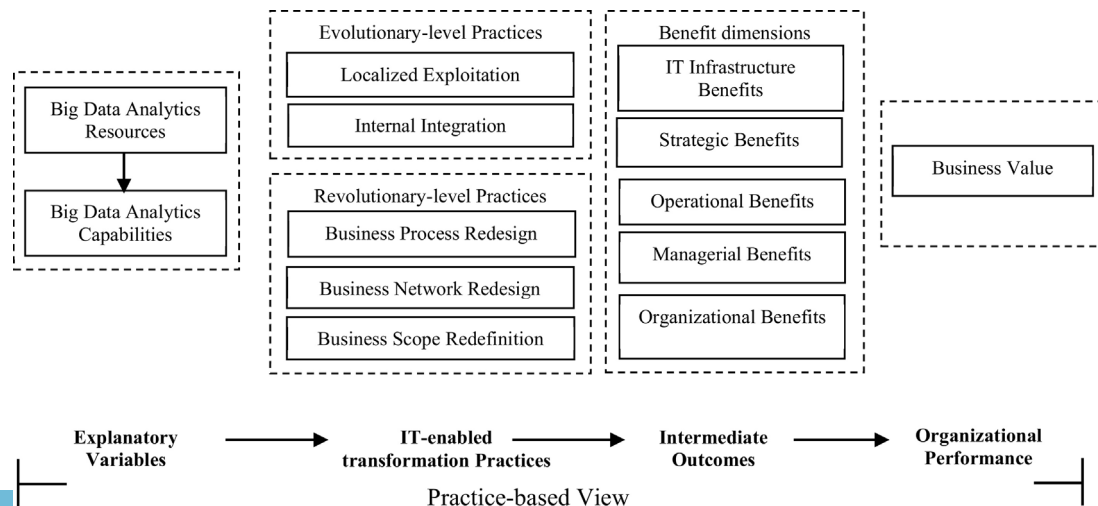 Big Data Analytics
Resources
Big Data Analytics
Capabilities
Evolutionary-level Practices
Localized Exploitation
Internal Integration
Revolutionary-level Practices
Business Process Redesign
Business Network Redesign
Business Scope Redefinition
Benefit dimensions
IT Infrastructure
Benefits
Strategic Benefits
Operational Benefits
Managerial Benefits
Organizational Benefits
Business Value
Explanatory
Variables
IT-enabled
transformation Practices
Intermediate
Outcomes
Organizational
Performance
Practice-based View